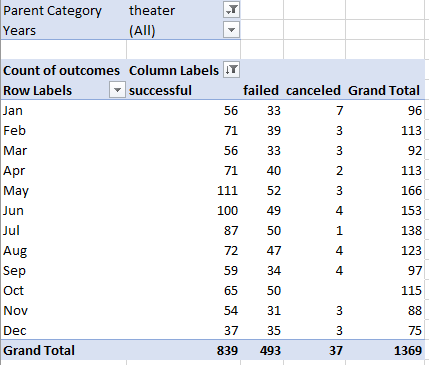 Parent Category theater
Years (All)
Count of outcomes Column Labels
Row Labels successful failed canceled Grand Total
Jan 56 33 7 96
Feb 71 39 3 113
Mar 56 33 3 92
Apr 71 40 2 113
May 111 52 3 166
Jun 100 49 4 153
Jul 87 50 1 138
Aug 72 47 4 123
Sep 59 34 4 97
Oct 65 50 115
Nov 54 31 3 88
Dec 37 35 3 75
Grand Total 839 493 37 1369